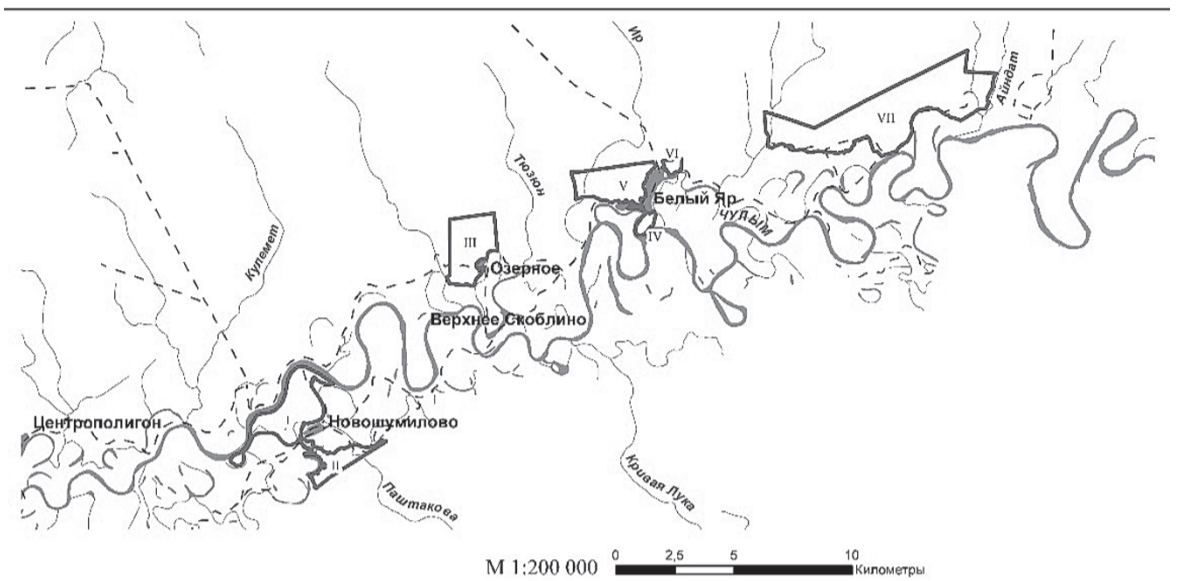 Ир
Айндат
VII
VI
Тюзюн
V
Белый Яр
ЧУЛЫМ
IV
III
Кулемет
Озерное
Верхнее Скоблино
Центрополигон
Новошумилово
II
Кривая Лука
Паштакова
М 1:200 000
0 2,5 5 10
Километры